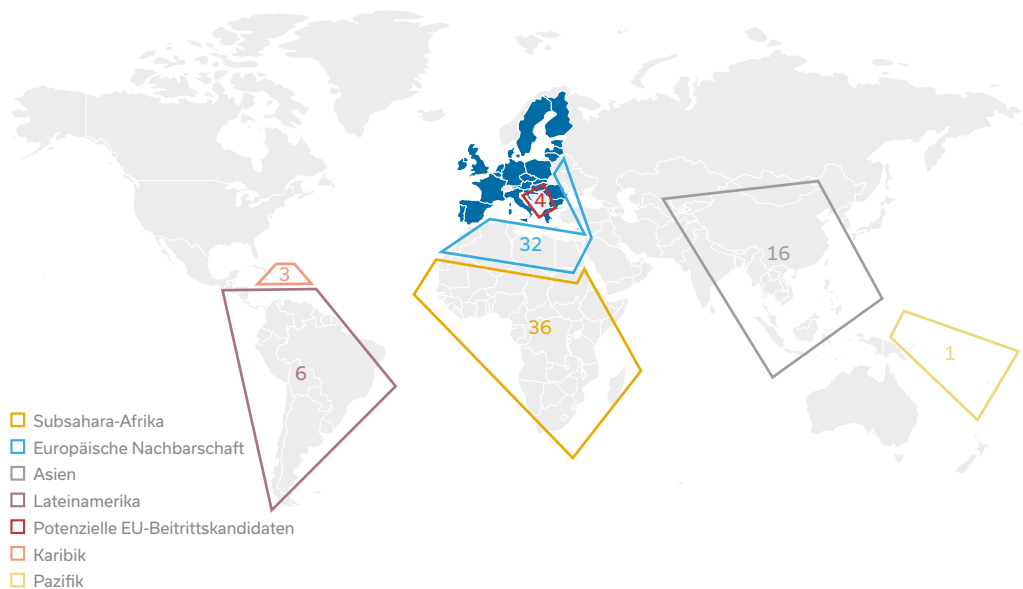 4
32
16
3
36
1
6
Subsahara-Afrika
Europäische Nachbarschaft
Asien
Lateinamerika
Potenzielle EU-Beitrittskandidaten
Karibik
Pazifik